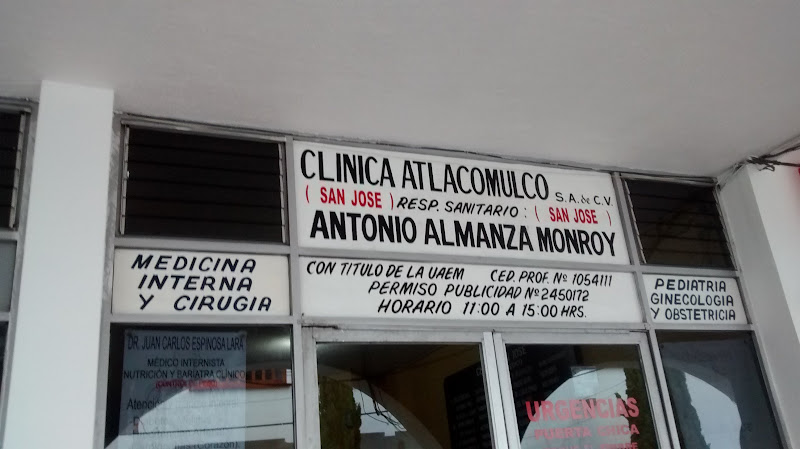 CLINICA ATLACOMULCO S.A. de C.V.
( SAN JOSE ) RESP. SANITARIO : ( SAN JOSE )
ANTONIO ALMANZA MONROY
MEDICINA
INTERNA
Y CIRUGIA
CON TITULO DE LA UAEM CED. PROF. No 1054111
PERMISO PUBLICIDAD No 2450172
HORARIO 11:00 A 15:00 HRS.
PEDIATRIA
GINECOLOGIA
Y OBSTETRICIA
DR. JUAN CARLOS ESPINOSA LARA
MÉDICO INTERNISTA
NUTRICIÓN Y BARIATRA CLÍNICO
URGENCIAS
PUERTA CHICA